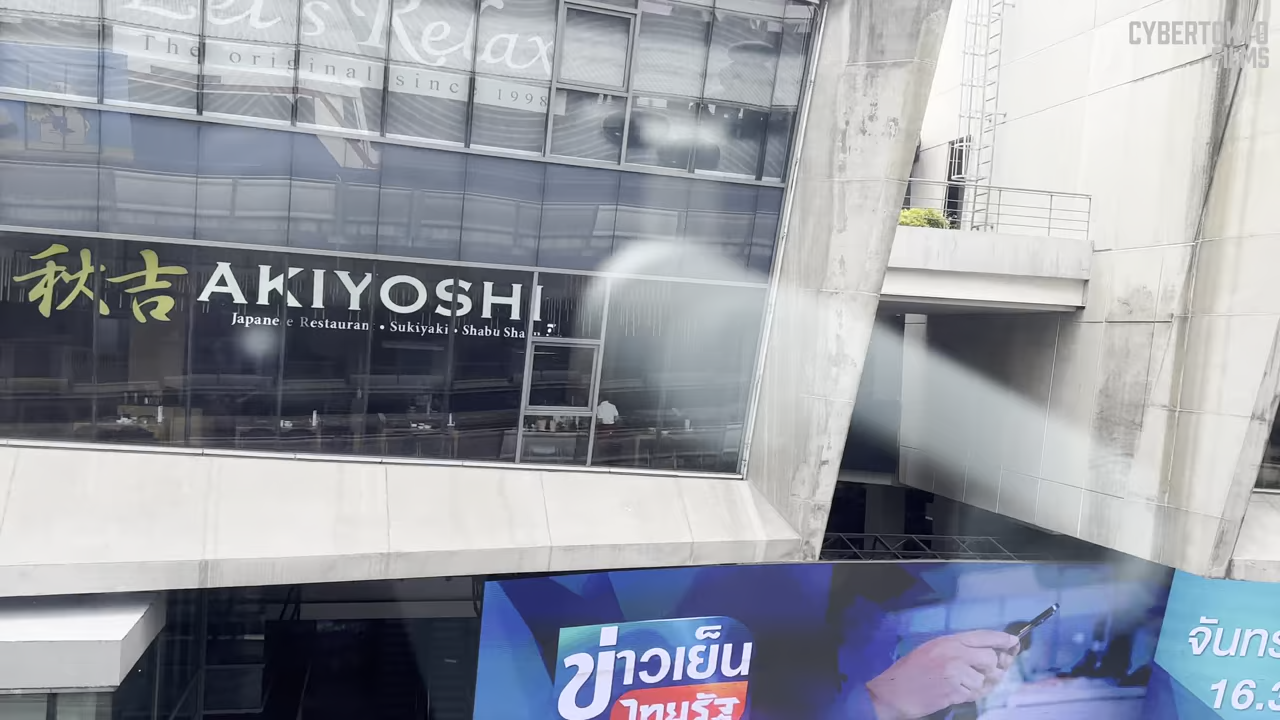 Let's Relax
The original since 1998
CYBERTOKYO
FILMS
秋吉 AKIYOSHI
Japanese Restaurant • Sukiyaki • Shabu
ข่าวเย็น
ไทยรัฐ
จันทร
16.3